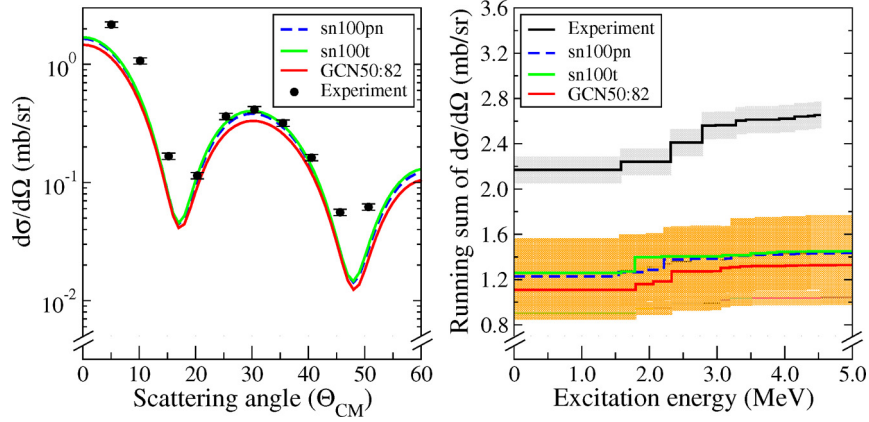 dσ/dΩ (mb/sr)
10^0
10^-1
10^-2
sn100pn
sn100t
GCN50:82
Experiment
0 10 20 30 40 50 60
Scattering angle (Θ_CM)
Running sum of dσ/dΩ (mb/sr)
3.6
3.2
2.8
2.4
2.0
1.6
1.2
0.8
Experiment
sn100pn
sn100t
GCN50:82
0 1.0 2.0 3.0 4.0 5.0
Excitation energy (MeV)